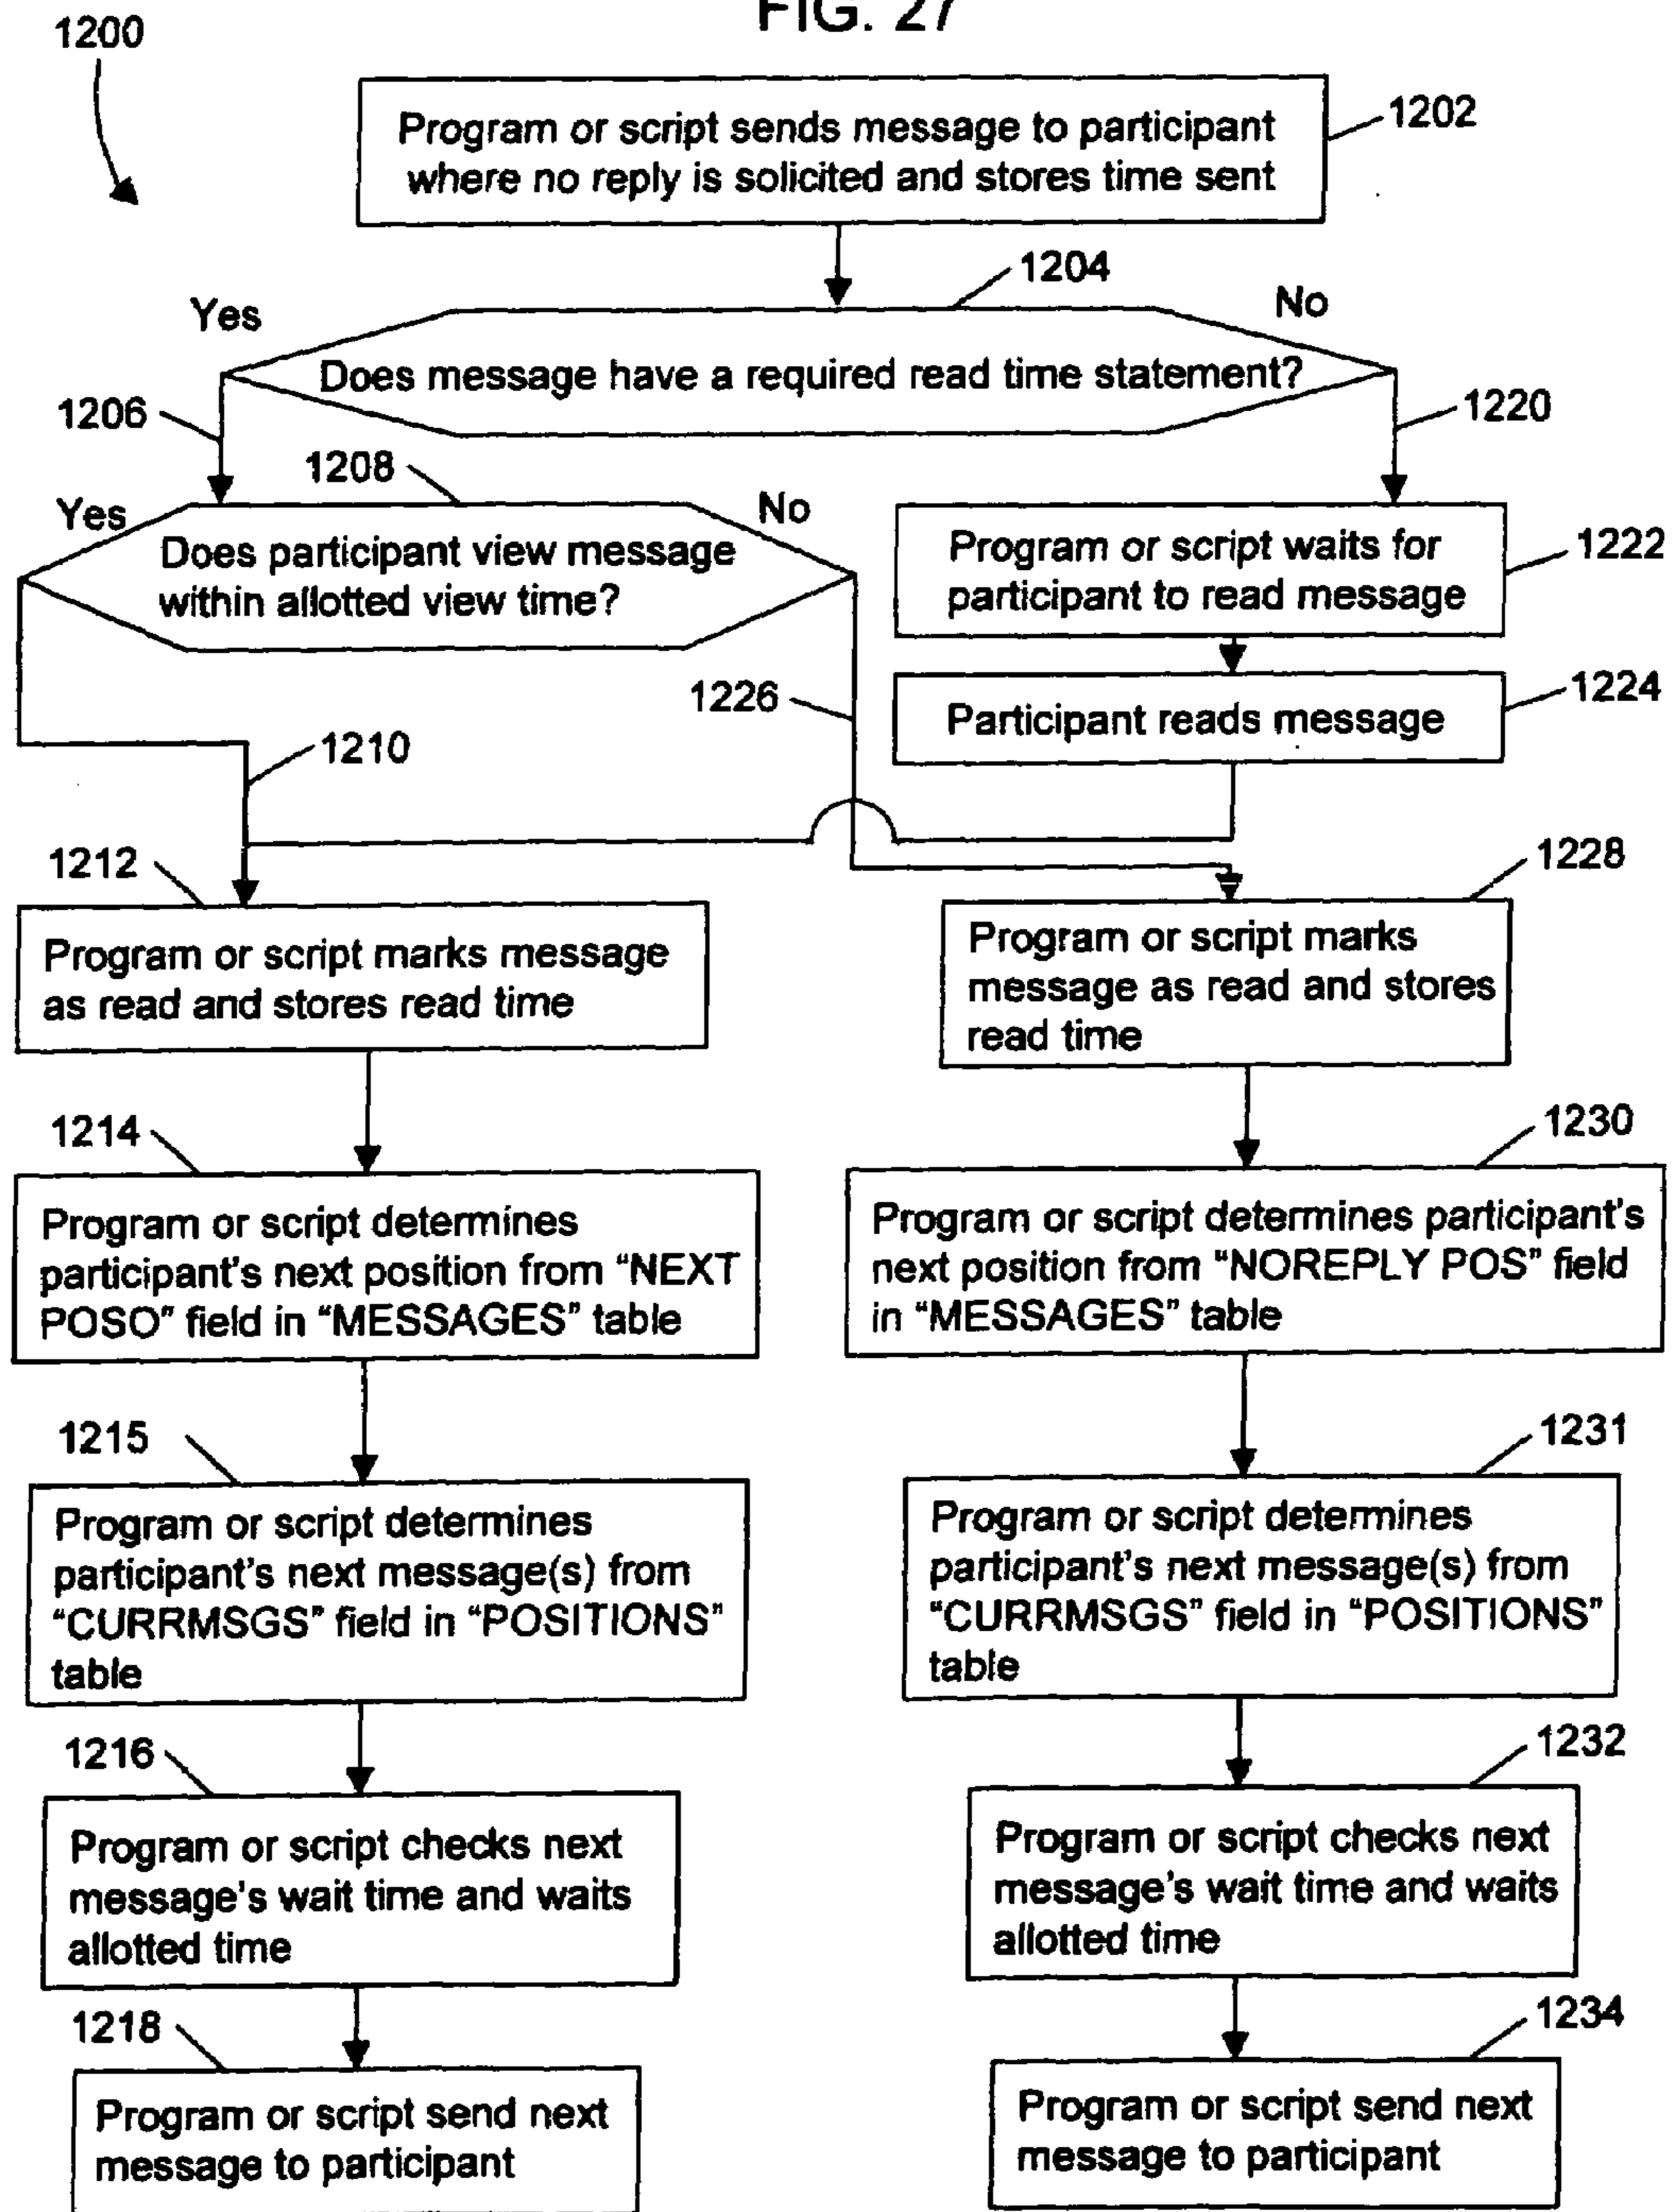 FIG. 27
1200
Program or script sends message to participant
where no reply is solicited and stores time sent
1202
1204
Yes
No
Does message have a required read time statement?
1206
1220
1208
Yes
No
Does participant view message
within allotted view time?
Program or script waits for
participant to read message
1222
1226
Participant reads message
1224
1210
1212
1228
Program or script marks message
as read and stores read time
Program or script marks
message as read and stores
read time
1214
1230
Program or script determines
participant's next position from “NEXT
POSO” field in “MESSAGES” table
Program or script determines participant's
next position from “NOREPLY POS” field
in “MESSAGES” table
1215
1231
Program or script determines
participant's next message(s) from
“CURRMSGS” field in “POSITIONS”
table
Program or script determines
participant's next message(s) from
“CURRMSGS” field in “POSITIONS”
table
1216
1232
Program or script checks next
message's wait time and waits
allotted time
Program or script checks next
message's wait time and waits
allotted time
1218
1234
Program or script send next
message to participant
Program or script send next
message to participant